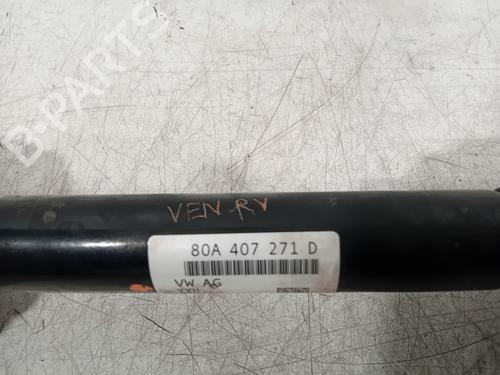 B-PARTS
VEN RV
80A 407 271 D
VW AG